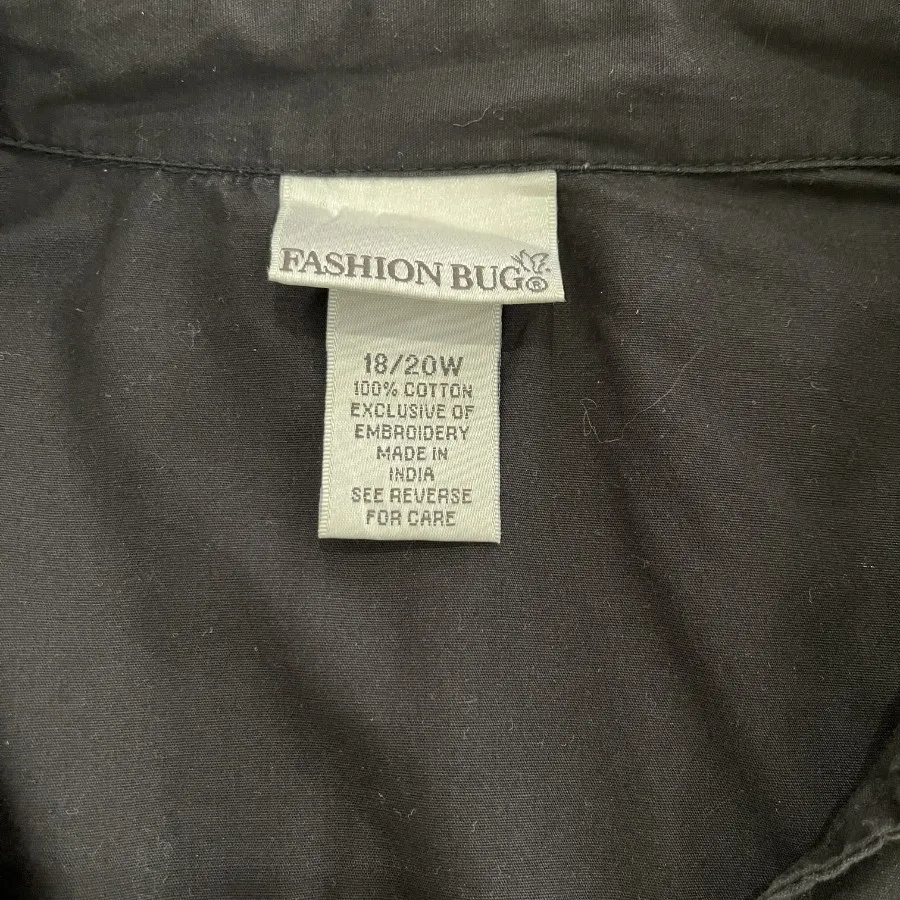 FASHION BUG®
18/20W
100% COTTON
EXCLUSIVE OF
EMBROIDERY
MADE IN
INDIA
SEE REVERSE
FOR CARE